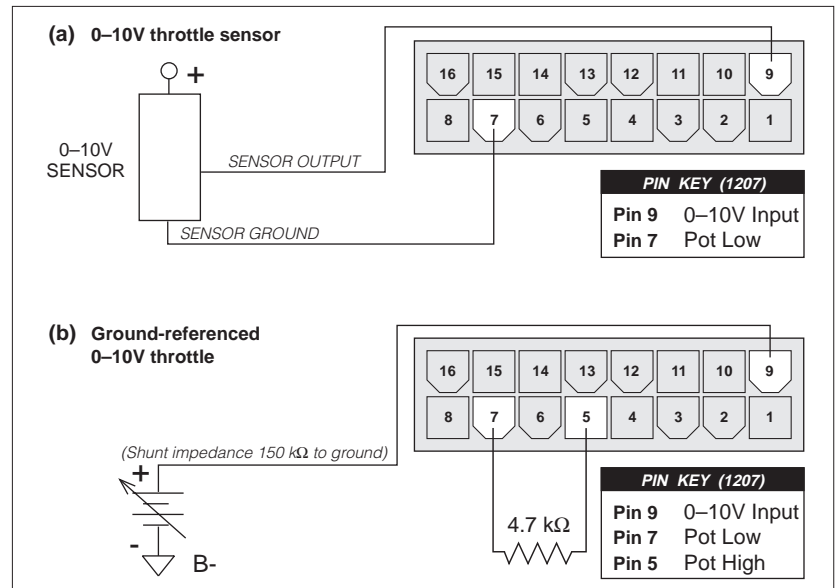 (a) 0–10V throttle sensor
+
16 15 14 13 12 11 10 9
8 7 6 5 4 3 2 1
0–10V
SENSOR
SENSOR OUTPUT
SENSOR GROUND
PIN KEY (1207)
Pin 9 0–10V Input
Pin 7 Pot Low
(b) Ground-referenced
0–10V throttle
16 15 14 13 12 11 10 9
8 7 6 5 4 3 2 1
(Shunt impedance 150 kΩ to ground)
+
-
B-
4.7 kΩ
PIN KEY (1207)
Pin 9 0–10V Input
Pin 7 Pot Low
Pin 5 Pot High